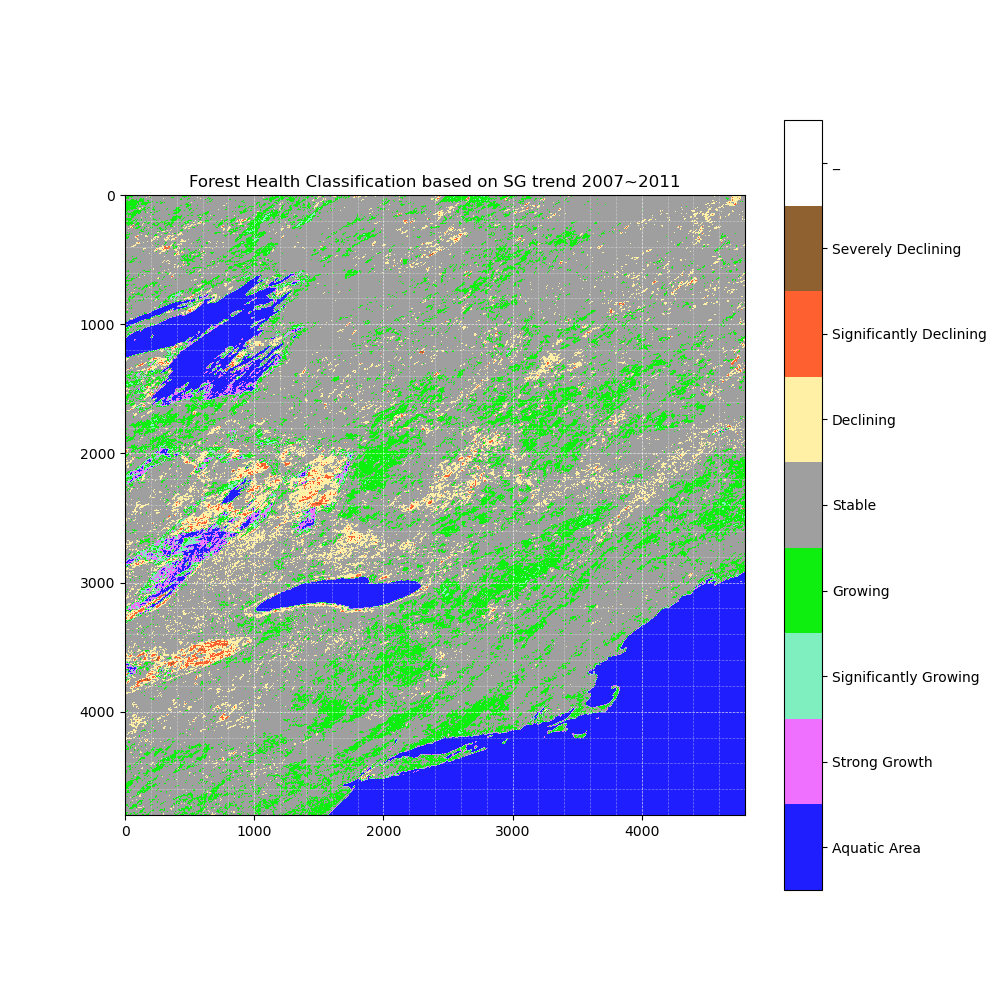 Forest Health Classification based on SG trend 2007~2011
0
1000
2000
3000
4000
0
1000
2000
3000
4000
_
Severely Declining
Significantly Declining
Declining
Stable
Growing
Significantly Growing
Strong Growth
Aquatic Area